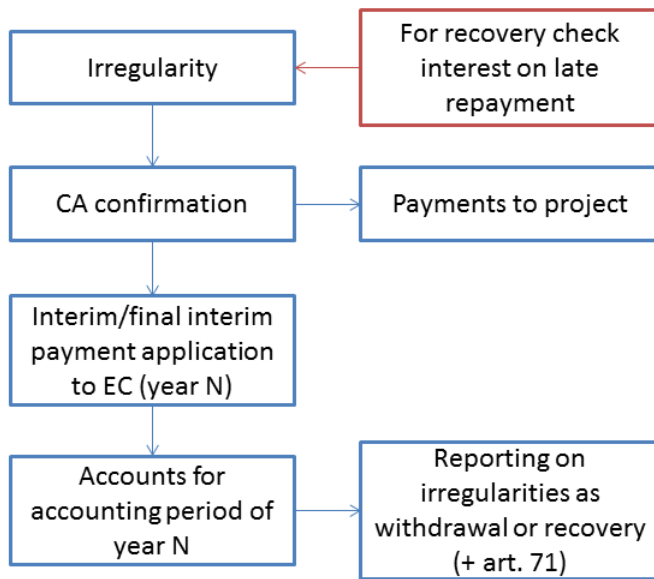 Irregularity
For recovery check
interest on late
repayment
CA confirmation
Payments to project
Interim/final interim
payment application
to EC (year N)
Accounts for
accounting period of
year N
Reporting on
irregularities as
withdrawal or recovery
(+ art. 71)